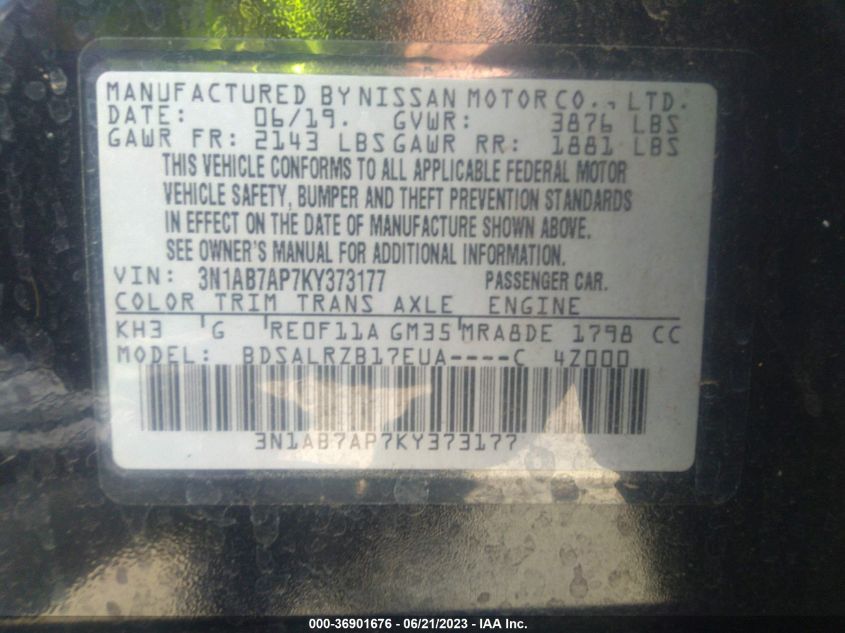 MANUFACTURED BY NISSAN MOTOR CO., LTD.
DATE: 06/19. GVWR: 3876 LBS
GAWR FR: 2143 LBS GAWR RR: 1881 LBS
THIS VEHICLE CONFORMS TO ALL APPLICABLE FEDERAL MOTOR
VEHICLE SAFETY, BUMPER AND THEFT PREVENTION STANDARDS
IN EFFECT ON THE DATE OF MANUFACTURE SHOWN ABOVE.
SEE OWNER'S MANUAL FOR ADDITIONAL INFORMATION.
VIN: 3N1AB7AP7KY373177 PASSENGER CAR.
COLOR TRIM TRANS AXLE ENGINE
KH3 G RE0F11A GM35 MRA8DE 1798 CC
MODEL: BDSALRZB17EUA----C 4Z000
3N1AB7AP7KY373177
000-36901676 / 06/21/2023 - IAA Inc.